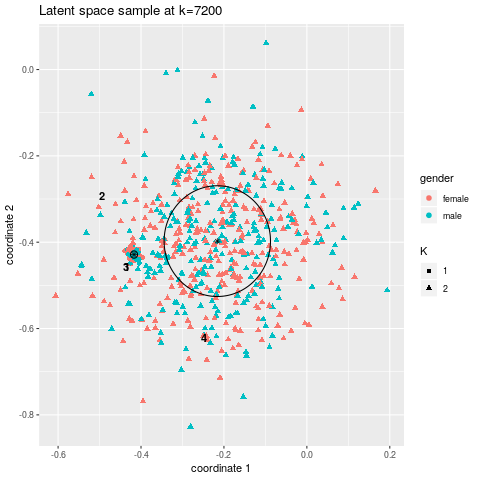 Latent space sample at k=7200
0.0
-0.2
-0.4
-0.6
-0.8
-0.6
-0.4
-0.2
0.0
0.2
coordinate 1
coordinate 2
2
3
4
gender
female
male
K
1
2